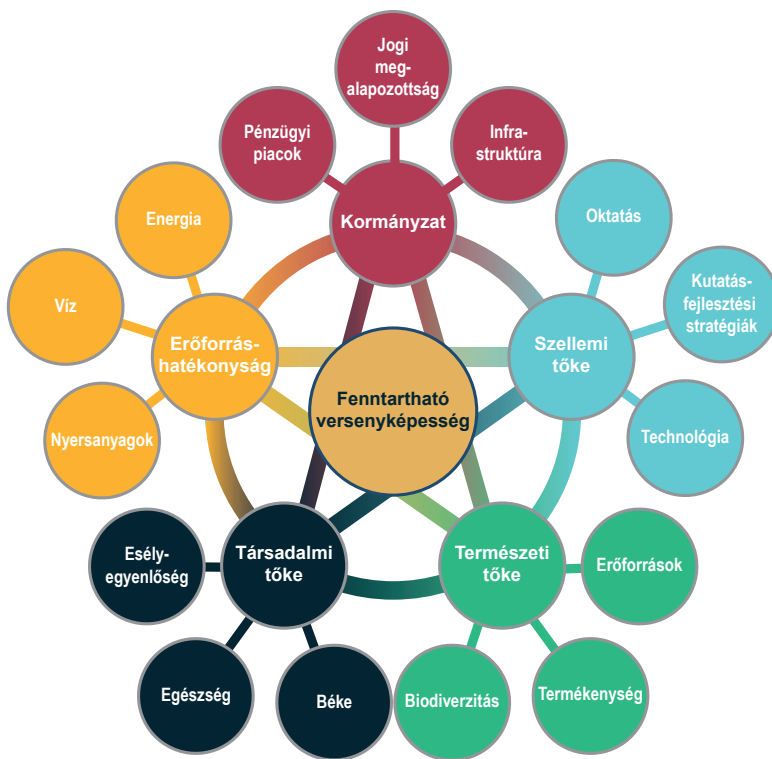 Jogi
meg-
alapozottság
Pénzügyi
piacok
Infra-
struktúra
Kormányzat
Energia
Oktatás
Víz
Kutatás-
fejlesztési
stratégiák
Erőforrás-
hatékonyság
Szellemi
tőke
Fenntartható
versenyképesség
Nyersanyagok
Technológia
Esély-
egyenlőség
Társadalmi
tőke
Természeti
tőke
Erőforrások
Egészség
Béke
Biodiverzitás
Termékenység